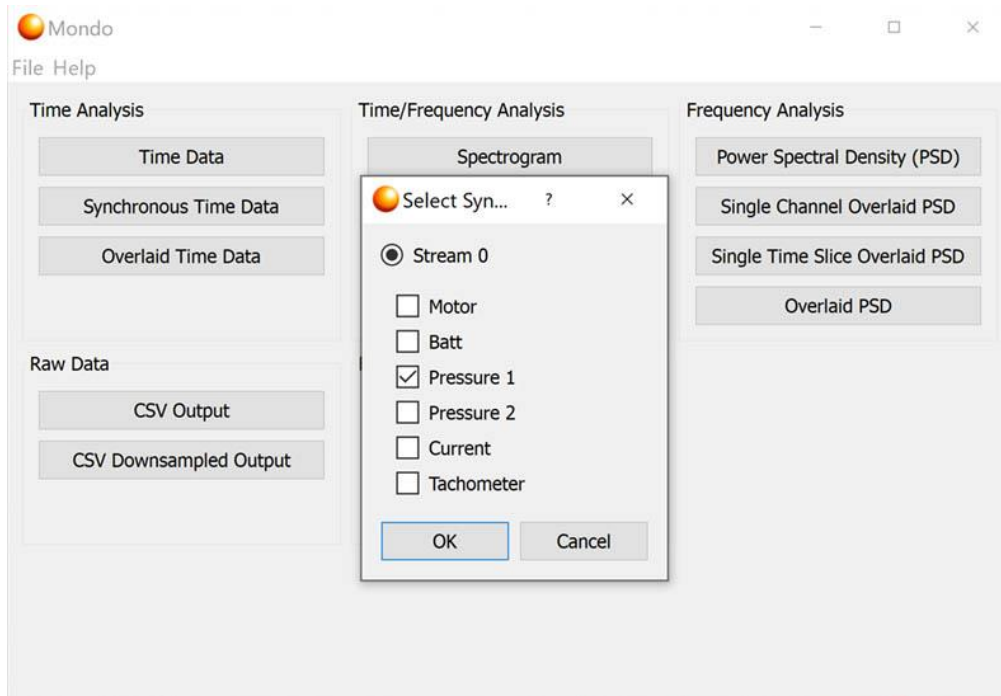 Mondo
File Help
Time Analysis
Time Data
Synchronous Time Data
Overlaid Time Data
Time/Frequency Analysis
Spectrogram
Frequency Analysis
Power Spectral Density (PSD)
Single Channel Overlaid PSD
Single Time Slice Overlaid PSD
Overlaid PSD
Raw Data
CSV Output
CSV Downsampled Output
Select Syn...
?
Stream 0
Motor
Batt
Pressure 1
Pressure 2
Current
Tachometer
OK
Cancel